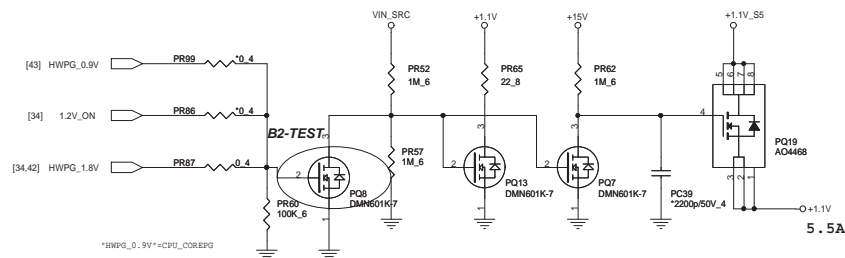 VIN_SRC
+1.1V
+15V
+1.1V_S5
[43] HWPG_0.9V
PR99
*0_4
PR52
1M_6
PR65
22_8
PR62
1M_6
5
6
7
8
[34] 1.2V_ON
PR86
*0_4
B2-TEST
3
4
PQ19
AO4468
[34,42] HWPG_1.8V
PR87
0_4
2
PR57
1M_6
3
2
3
2
PQ8
DMN601K-7
1
PQ13
DMN601K-7
1
PQ7
DMN601K-7
1
PC39
*2200p/50V_4
3
2
1
PR60
100K_6
+1.1V
5.5A
"HWPG_0.9V"=CPU_COREPG